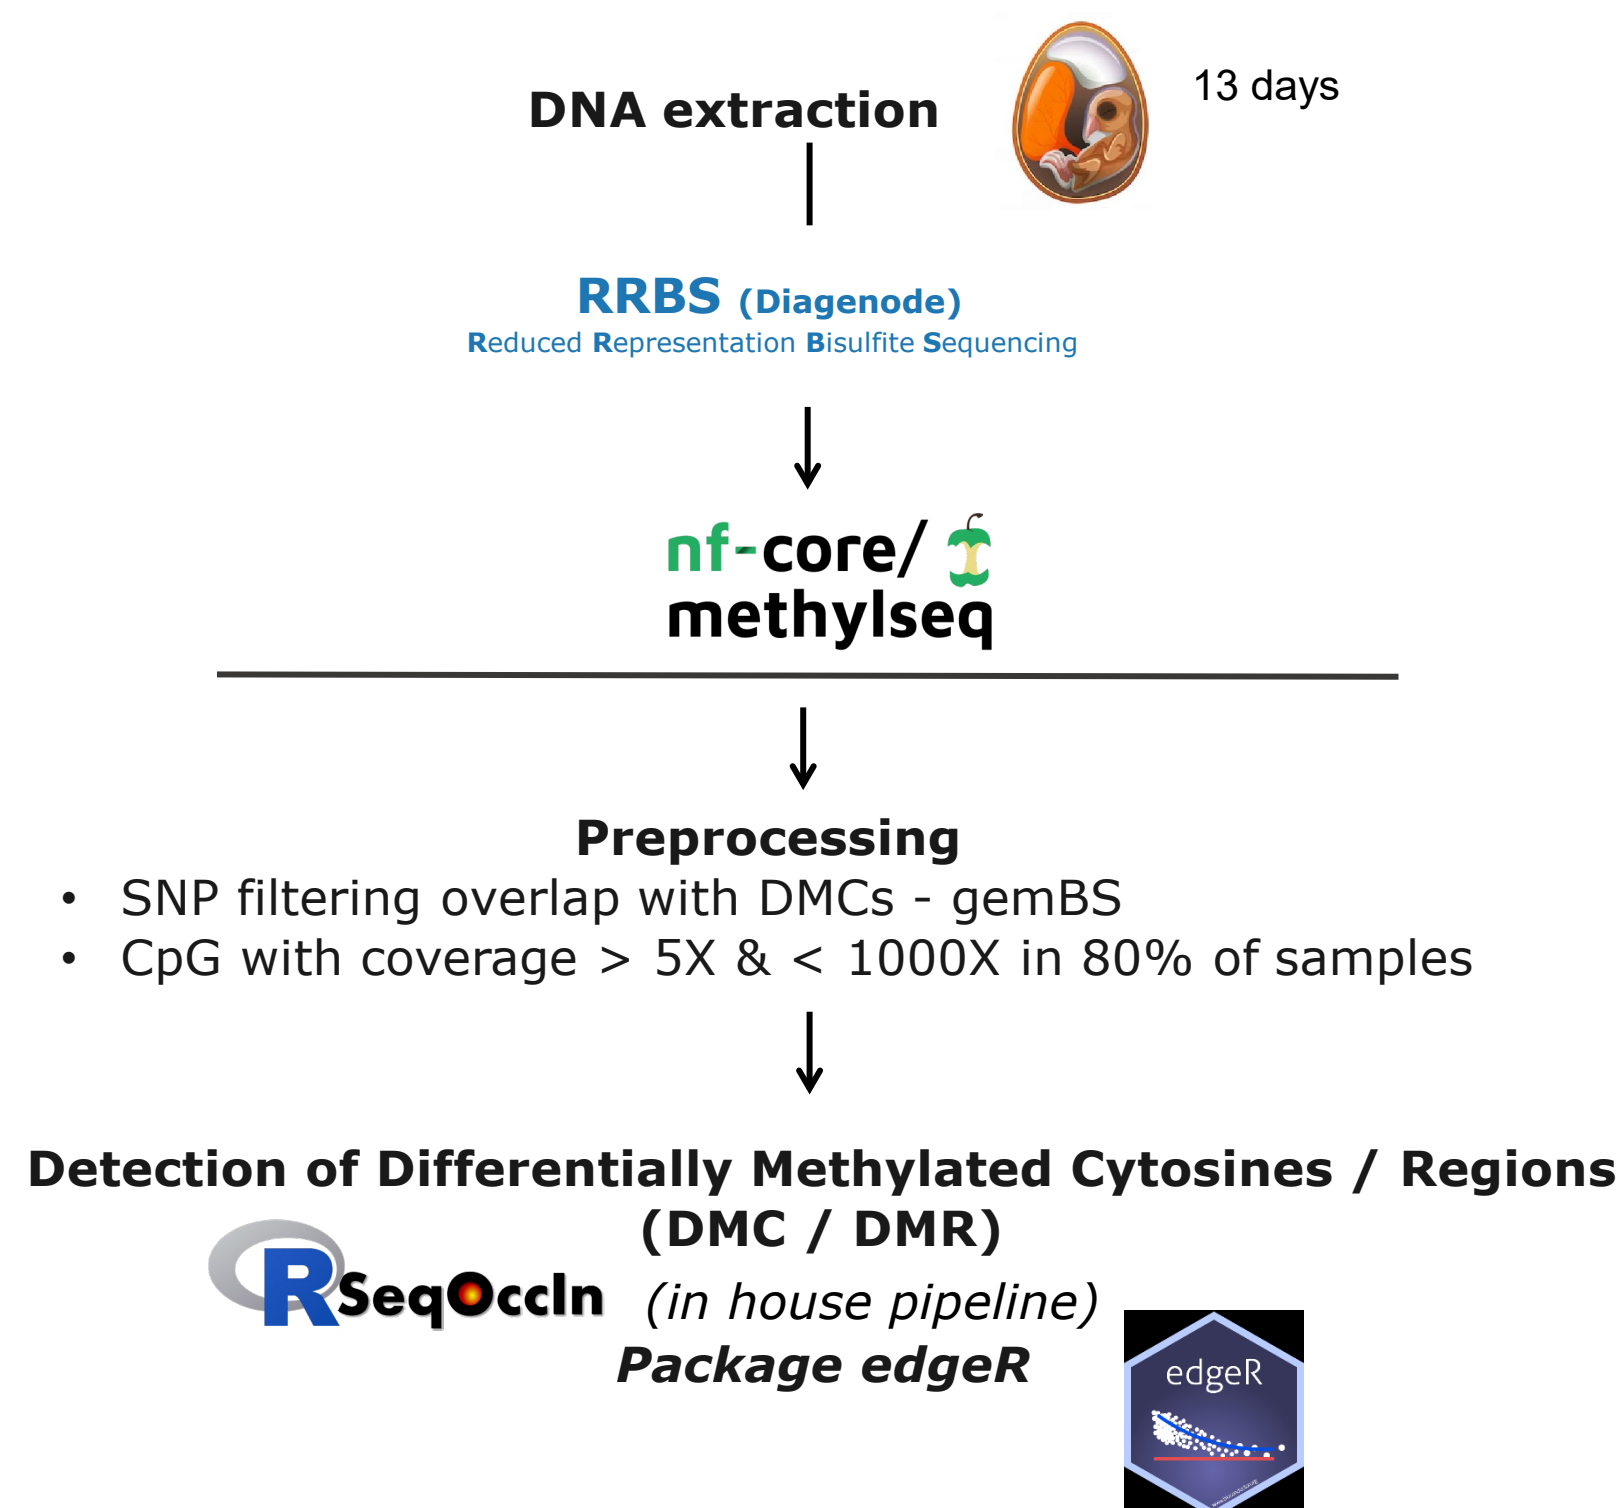 DNA extraction
13 days
RRBS (Diagenode)
Reduced Representation Bisulfite Sequencing
nf-core/
methylseq
Preprocessing
• SNP filtering overlap with DMCs - gemBS
• CpG with coverage > 5X & < 1000X in 80% of samples
Detection of Differentially Methylated Cytosines / Regions
(DMC / DMR)
RSeqOccIn (in house pipeline)
Package edgeR
edgeR